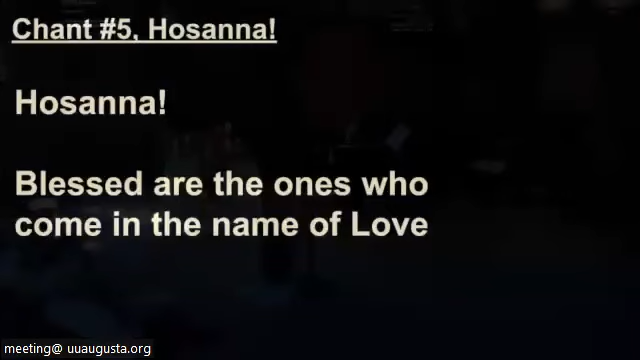 Chant #5, Hosanna!
Hosanna!
Blessed are the ones who
come in the name of Love
meeting@ uuaugusta.org